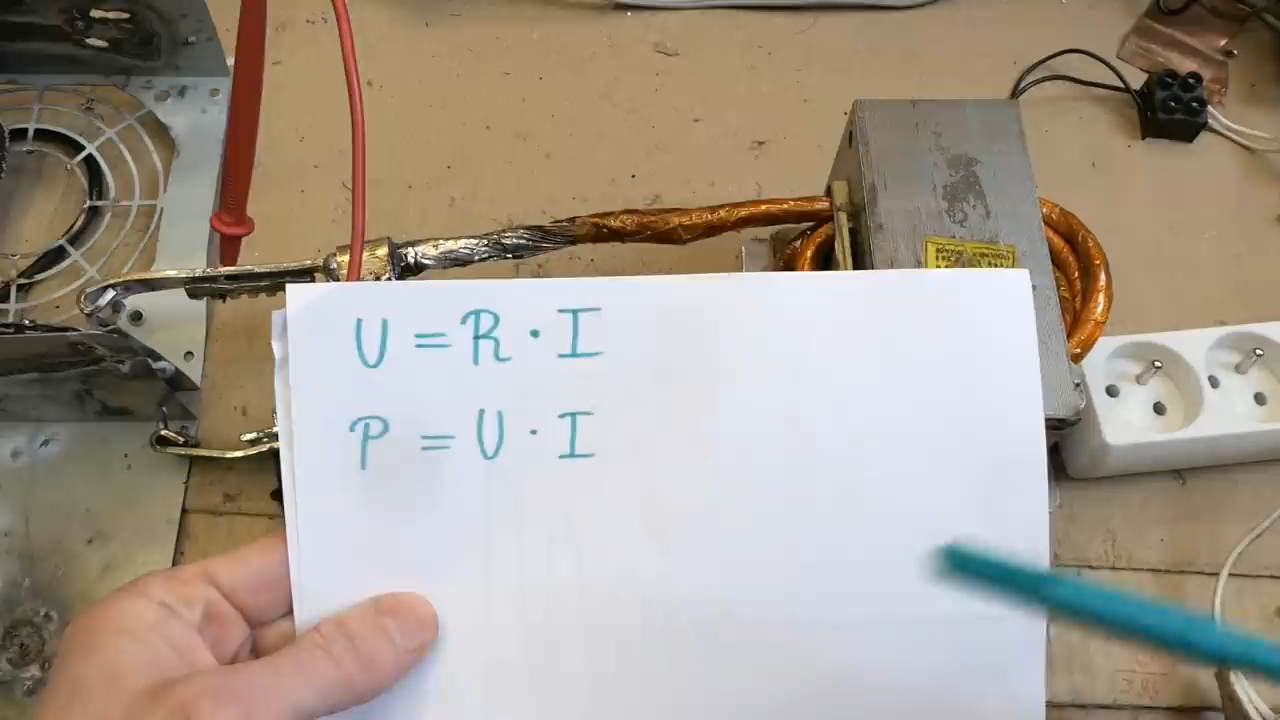 U = R · I
P = U · I